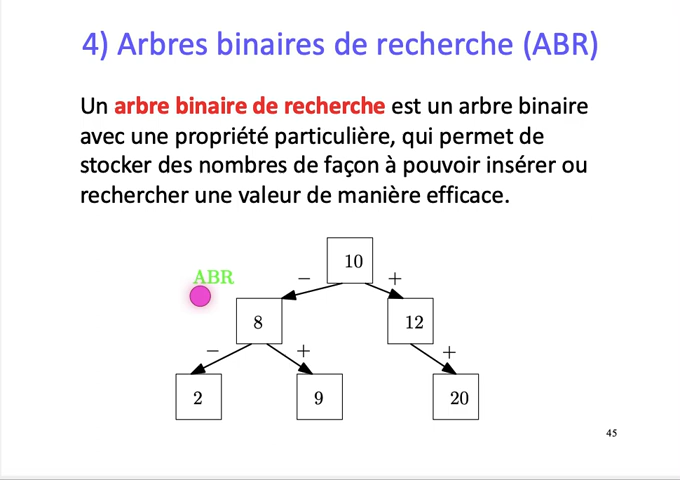 4) Arbres binaires de recherche (ABR)
Un arbre binaire de recherche est un arbre binaire
avec une propriété particulière, qui permet de
stocker des nombres de façon à pouvoir insérer ou
rechercher une valeur de manière efficace.
10
ABR
− +
8
12
− + +
2
9
20
45